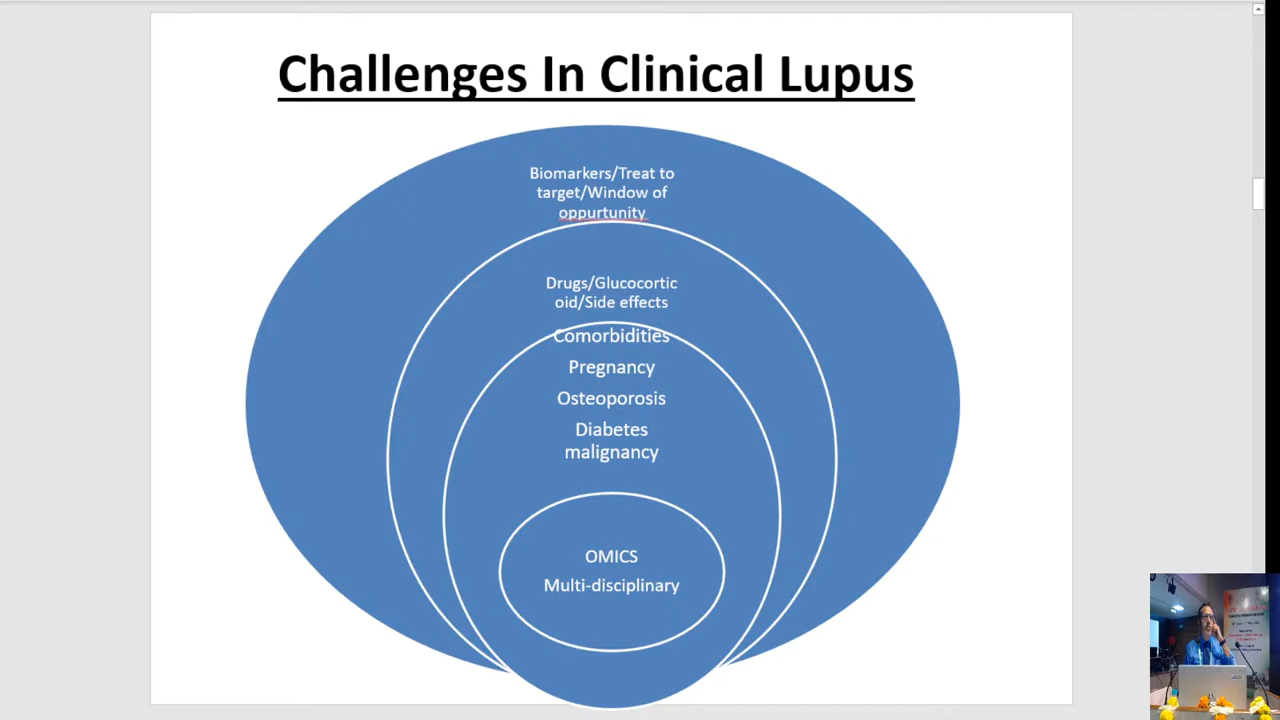 Challenges In Clinical Lupus
Biomarkers/Treat to
target/Window of
oppurtunity
Drugs/Glucocortic
oid/Side effects
Comorbidities
Pregnancy
Osteoporosis
Diabetes
malignancy
OMICS
Multi-disciplinary